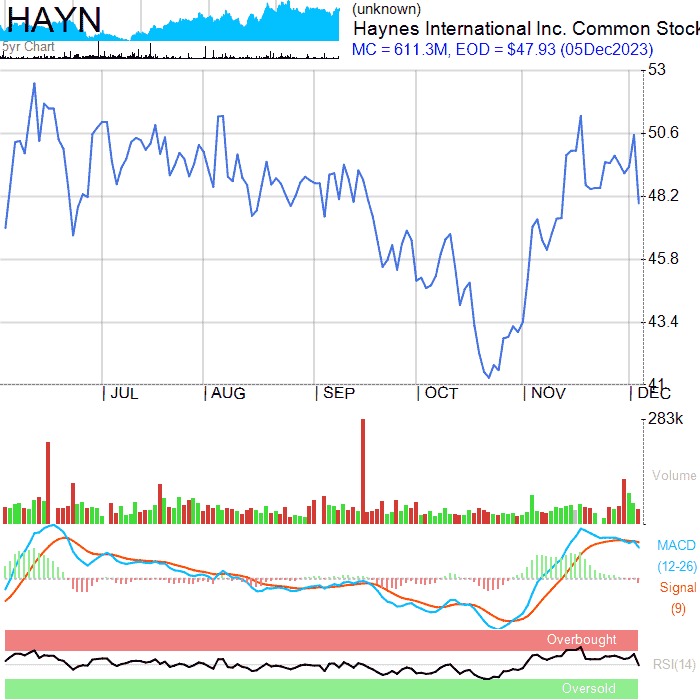 HAYN
5yr Chart
(unknown)
Haynes International Inc. Common Stoc
MC = 611.3M, EOD = $47.93 (05Dec2023)
53
50.6
48.2
45.8
43.4
41
JUL AUG SEP OCT NOV DEC
283k
Volume
MACD
(12-26)
Signal
(9)
Overbought
RSI(14)
Oversold